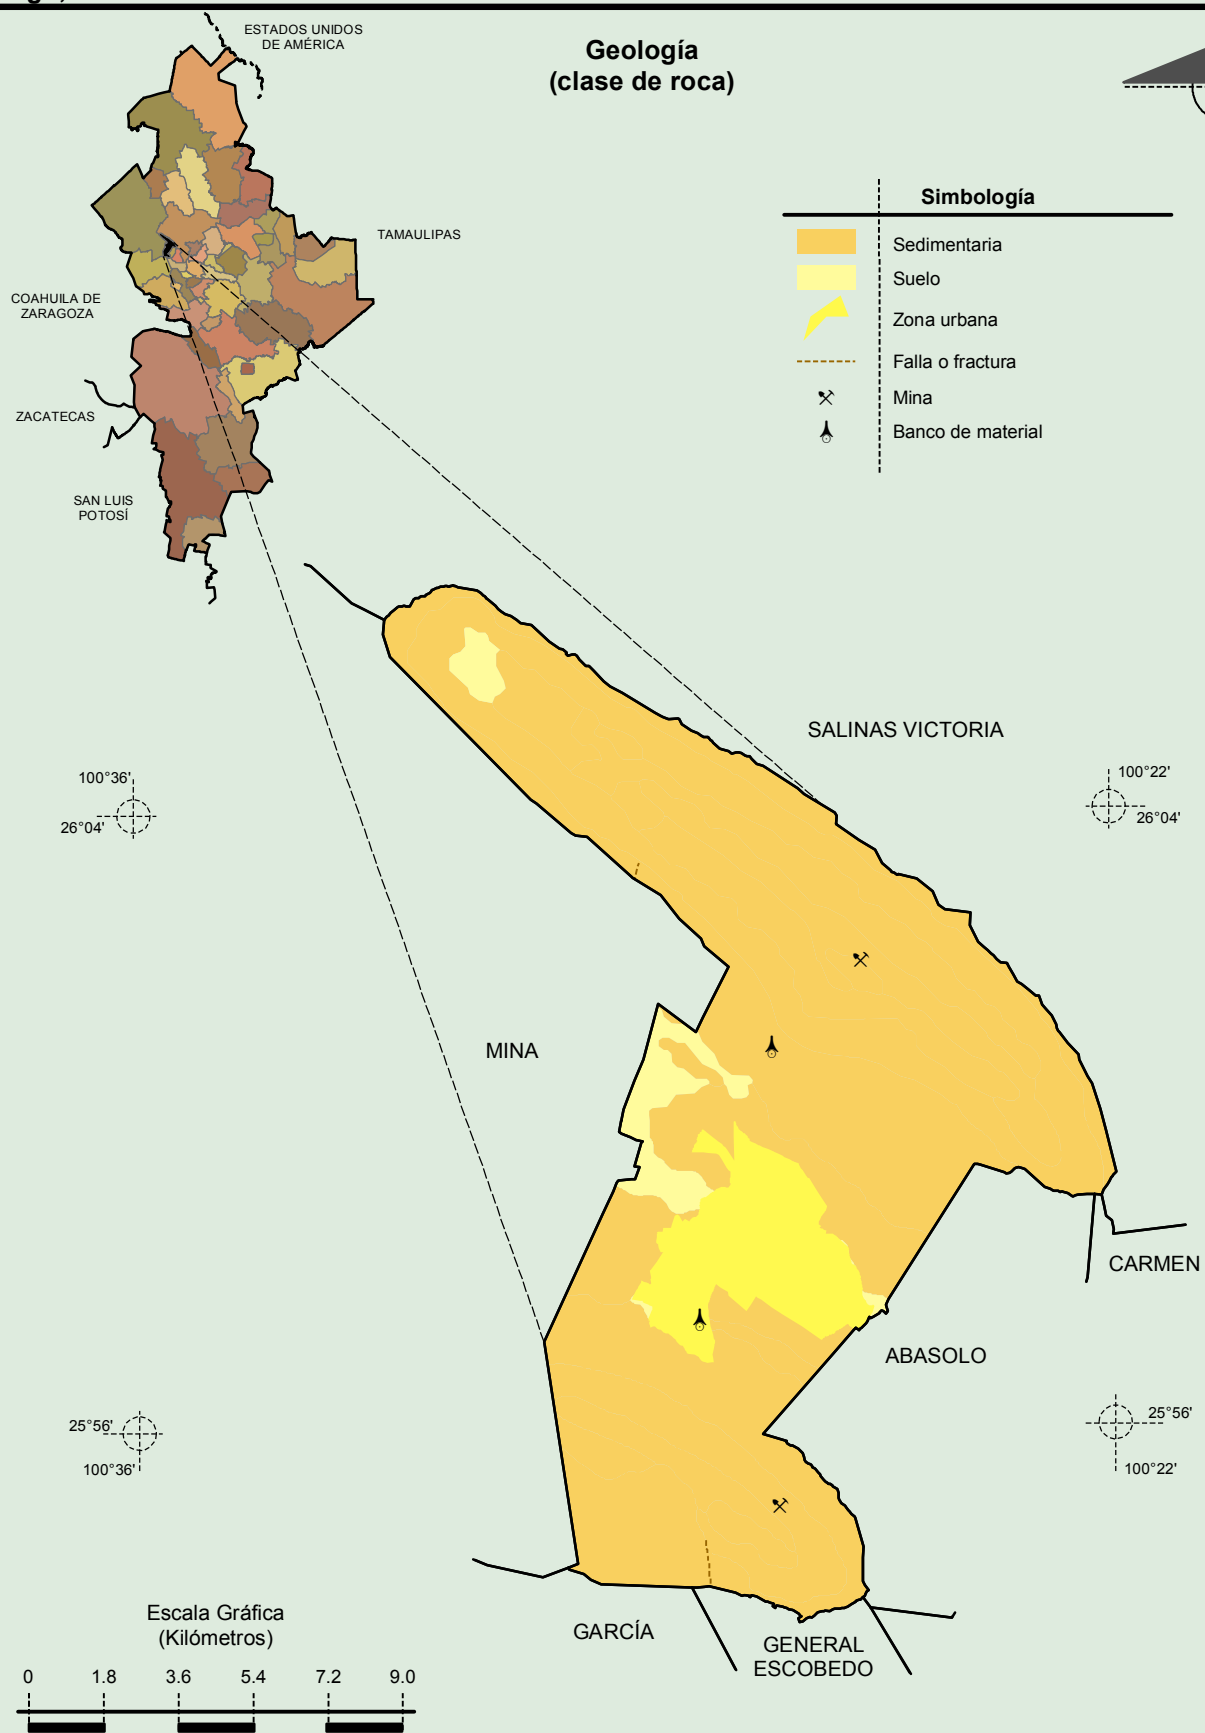 Geología
(clase de roca)
ESTADOS UNIDOS
DE AMÉRICA
TAMAULIPAS
COAHUILA DE
ZARAGOZA
ZACATECAS
SAN LUIS
POTOSÍ
Simbología
Sedimentaria
Suelo
Zona urbana
Falla o fractura
Mina
Banco de material
SALINAS VICTORIA
100°36'
26°04'
100°22'
26°04'
MINA
CARMEN
ABASOLO
25°56'
100°36'
25°56'
100°22'
GARCÍA
GENERAL
ESCOBEDO
Escala Gráfica
(Kilómetros)
0 1.8 3.6 5.4 7.2 9.0